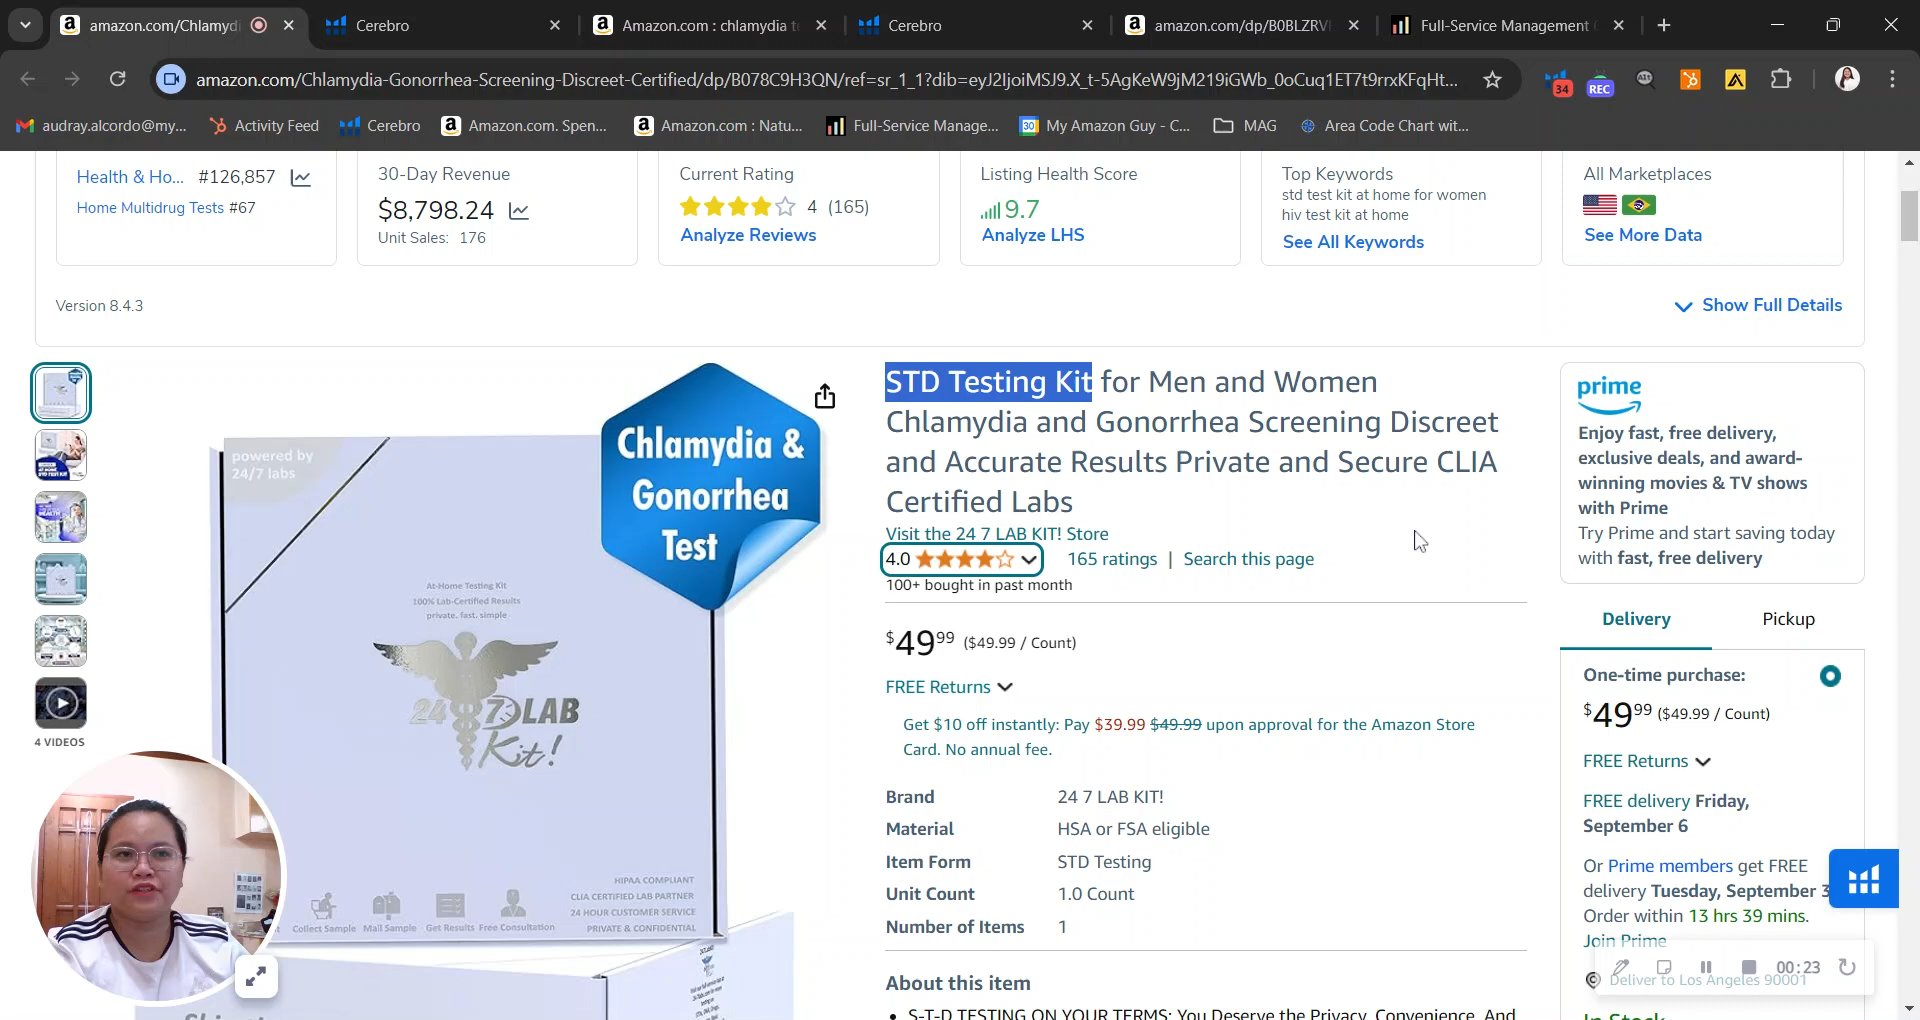 amazon.com/Chlamydi
Cerebro
Amazon.com : chlamydia te
Cerebro
amazon.com/dp/B0BLZRVI
Full-Service Management
amazon.com/Chlamydia-Gonorrhea-Screening-Discreet-Certified/dp/B078C9H3QN/ref=sr_1_1?dib=eyJ2IjoiMSJ9.X_t-5AgKeW9jM219iGWb_0oCuq1ET7t9rrxKFqHt...
34
REC
audray.alcordo@my...
Activity Feed
Cerebro
Amazon.com. Spen...
Amazon.com : Natu...
Full-Service Manage...
30
My Amazon Guy - C...
MAG
Area Code Chart wit...
Health & Ho... #126,857
Home Multidrug Tests #67
30-Day Revenue
$8,798.24
Unit Sales: 176
Current Rating
4 (165)
Analyze Reviews
Listing Health Score
9.7
Analyze LHS
Top Keywords
std test kit at home for women
hiv test kit at home
See All Keywords
All Marketplaces
See More Data
Version 8.4.3
Show Full Details
4 VIDEOS
powered by
24/7 labs
Chlamydia &
Gonorrhea
Test
At-Home Testing Kit
100% Lab-Certified Results
private. fast. simple
24 7 LAB
Kit!
HIPAA COMPLIANT
CLIA CERTIFIED LAB PARTNER
24 HOUR CUSTOMER SERVICE
PRIVATE & CONFIDENTIAL
Collect Sample Mail Sample Get Results Free Consultation
STD Testing Kit for Men and Women
Chlamydia and Gonorrhea Screening Discreet
and Accurate Results Private and Secure CLIA
Certified Labs
Visit the 24 7 LAB KIT! Store
4.0
165 ratings | Search this page
100+ bought in past month
$49.99 ($49.99 / Count)
FREE Returns
Get $10 off instantly: Pay $39.99 $49.99 upon approval for the Amazon Store
Card. No annual fee.
Brand 24 7 LAB KIT!
Material HSA or FSA eligible
Item Form STD Testing
Unit Count 1.0 Count
Number of Items 1
About this item
• S-T-D TESTING ON YOUR TERMS: You Deserve the Privacy, Convenience, And
prime
Enjoy fast, free delivery,
exclusive deals, and award-
winning movies & TV shows
with Prime
Try Prime and start saving today
with fast, free delivery
Delivery
Pickup
One-time purchase:
$49.99 ($49.99 / Count)
FREE Returns
FREE delivery Friday,
September 6
Or Prime members get FREE
delivery Tuesday, September 3
Order within 13 hrs 39 mins.
Join Prime
00:23
Deliver to Los Angeles 90001
In Stock